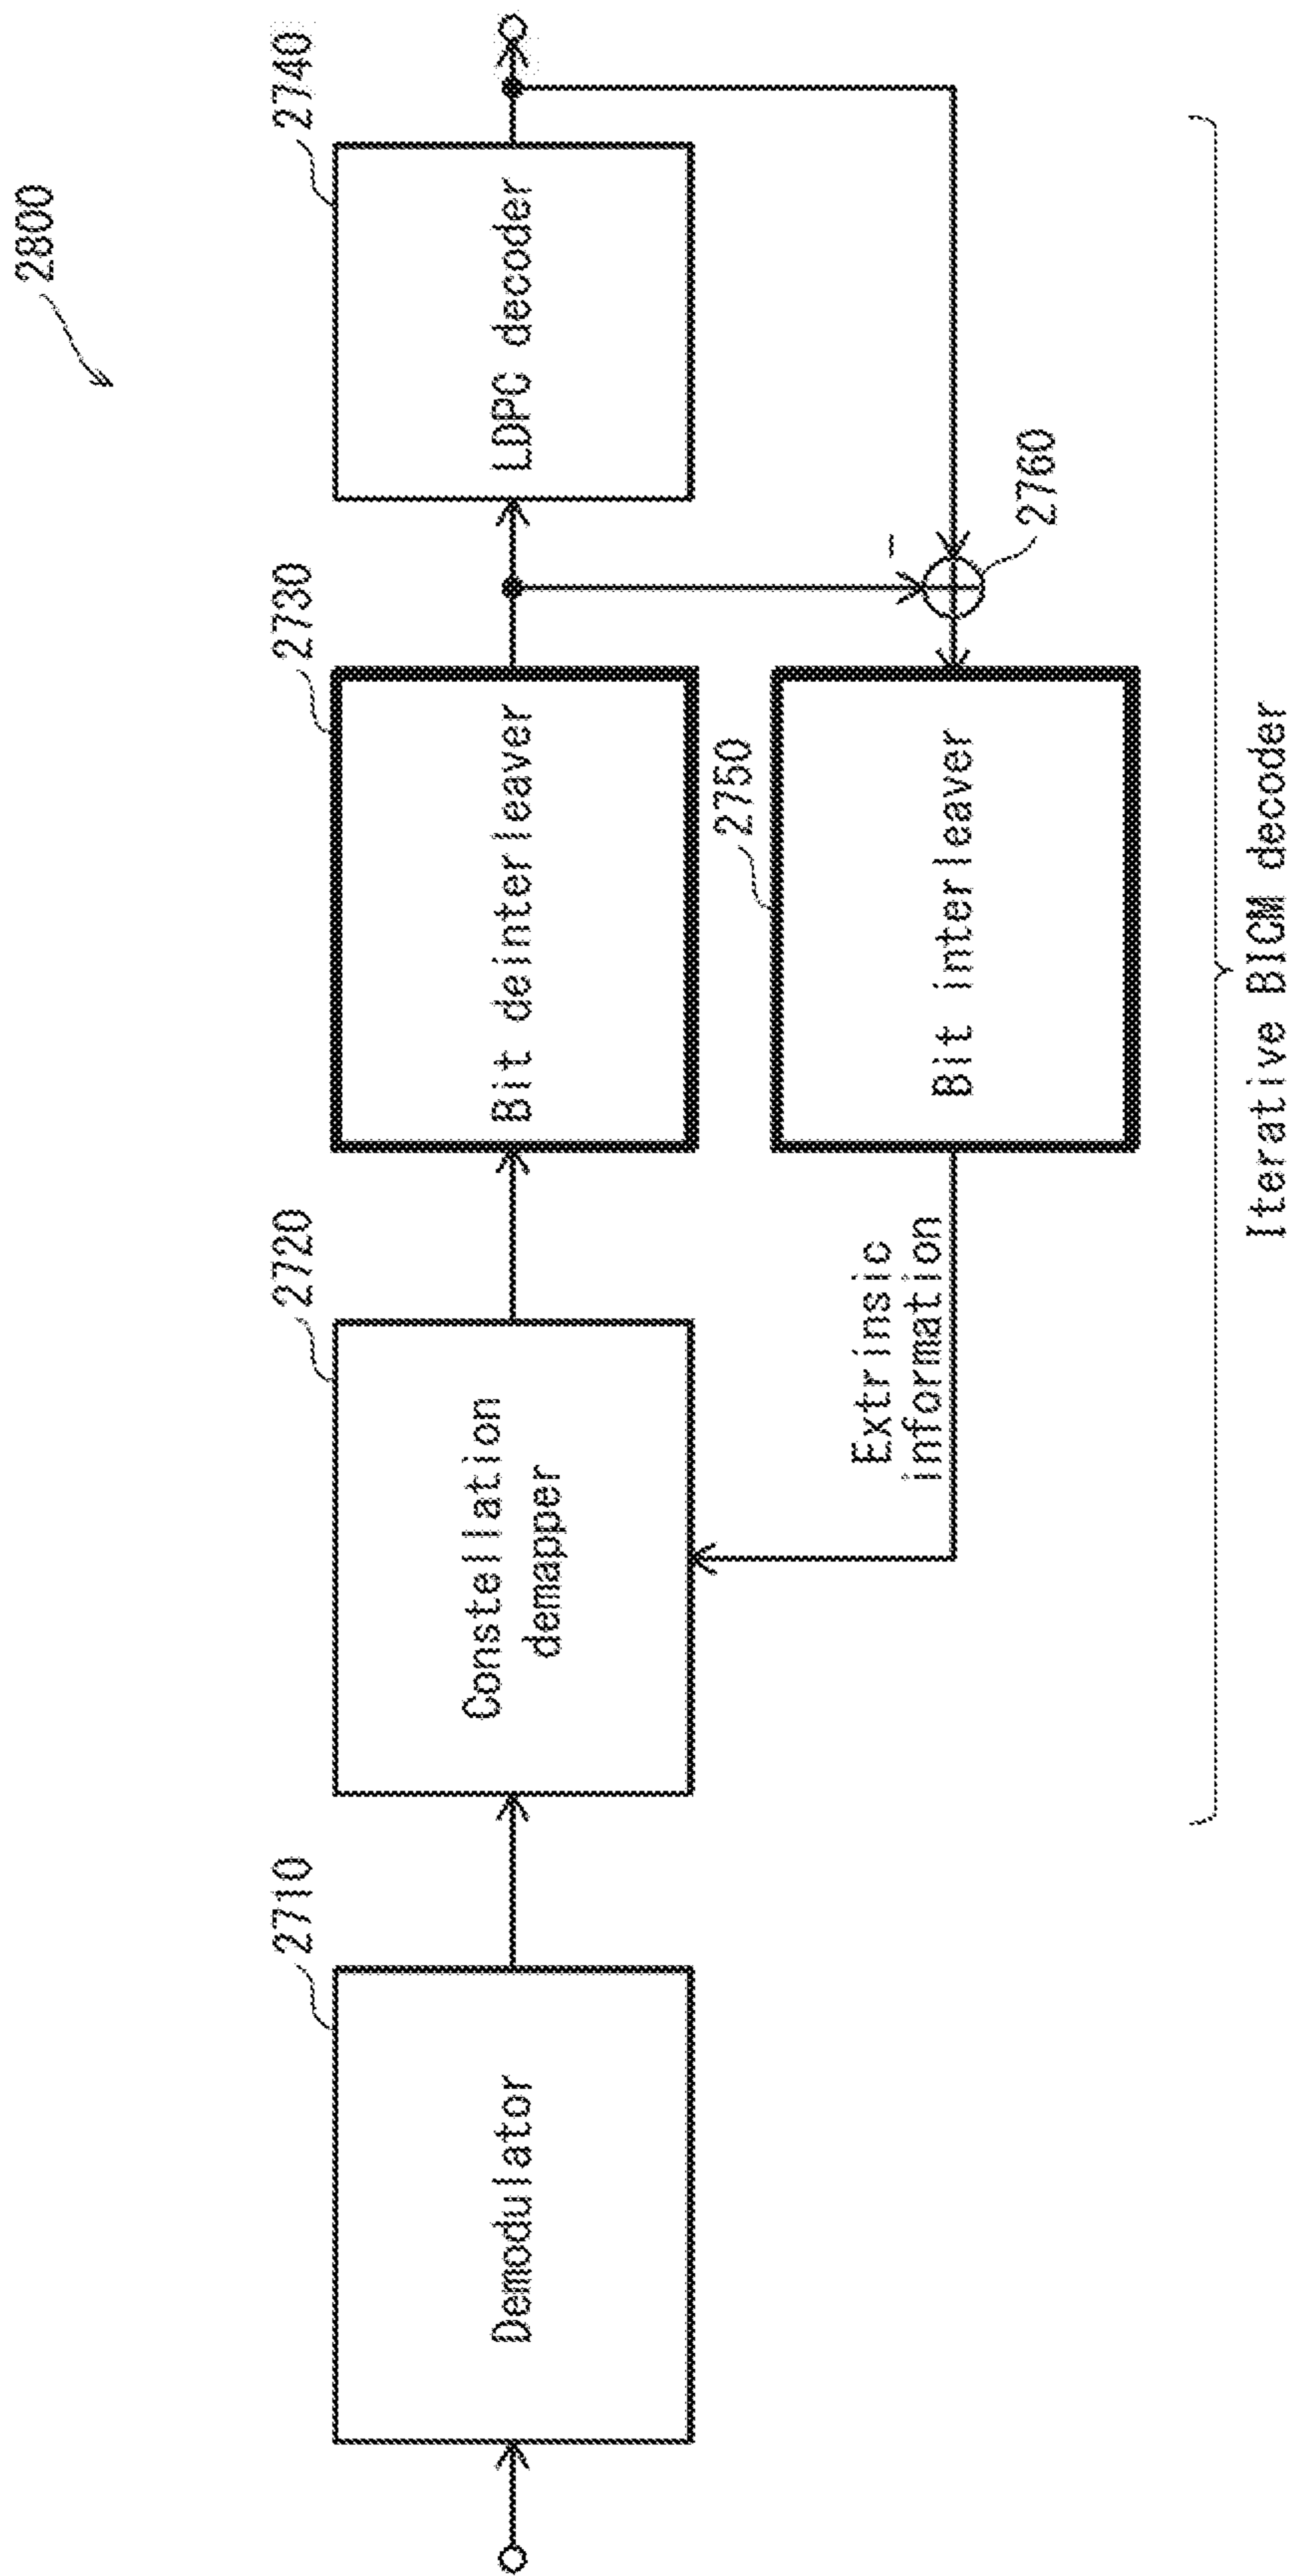 2800
2710
2720
2730
2740
Demodulator
Constellation
demapper
Bit deinterleaver
LDPC decoder
-
2750
2760
Extrinsic
information
Bit interleaver
Iterative BICM decoder